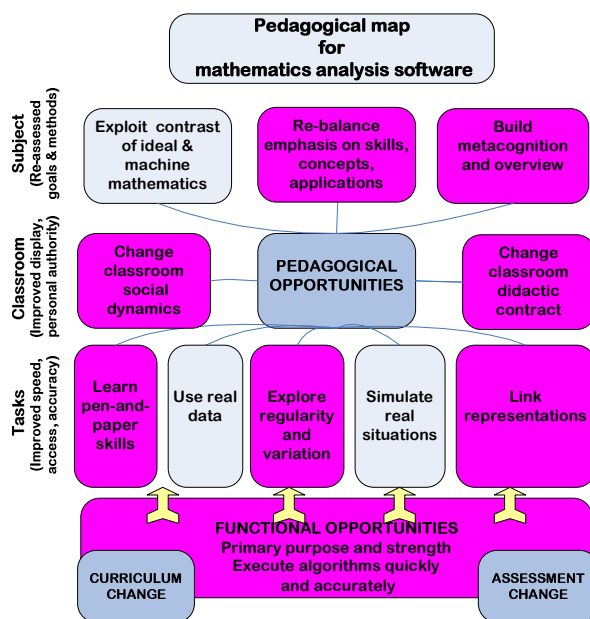 Pedagogical map
for
mathematics analysis software
Subject
(Re-assessed
goals & methods)
Exploit contrast
of ideal &
machine
mathematics
Re-balance
emphasis on skills,
concepts,
applications
Build
metacognition
and overview
Classroom
(Improved display,
personal authority)
Change
classroom
social
dynamics
PEDAGOGICAL
OPPORTUNITIES
Change
classroom
didactic
contract
Tasks
(Improved speed,
access, accuracy)
Learn
pen-and-
paper
skills
Use real
data
Explore
regularity
and
variation
Simulate
real
situations
Link
representations
FUNCTIONAL OPPORTUNITIES
Primary purpose and strength
Execute algorithms quickly
and accurately
CURRICULUM
CHANGE
ASSESSMENT
CHANGE